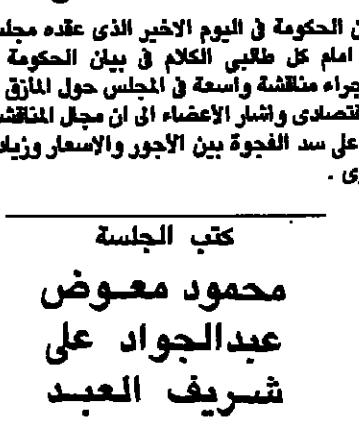 ن الحكومة في اليوم الاخير الذى عقده مجلس
امام كل طالبي الكلام في بيان الحكومة
جراء مناقشة واسعة في المجلس حول المأزق
قتصادى واشار الأعضاء الى ان مجال المناقشة
على سد الفجوة بين الأجور والاسعار وزياد
ى .
كتب الجلسة
محمود معوض
عبدالجواد على
شريف العبد